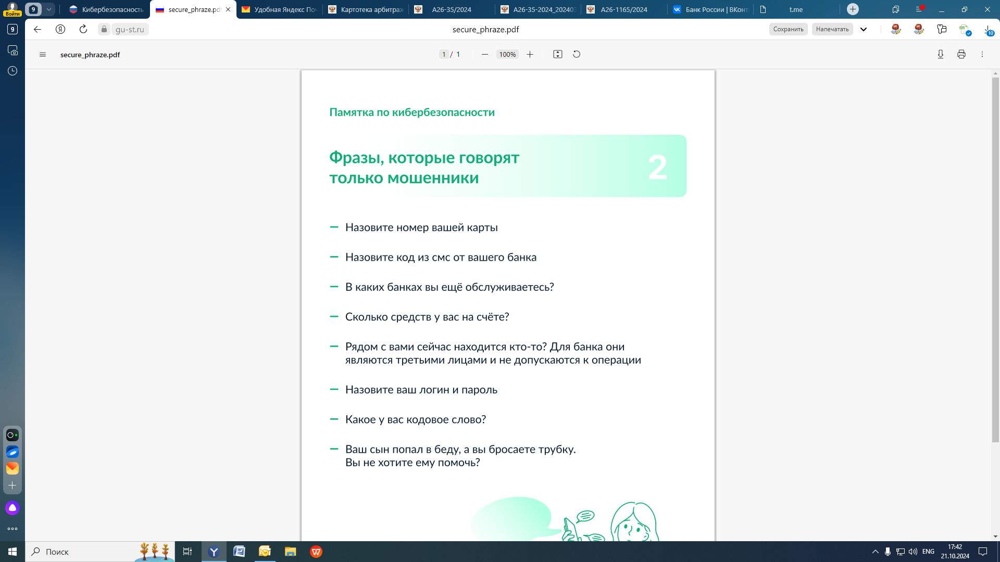 Войти
9
Кибербезопасность
secure_phraze.pdf
Удобная Яндекс По
Картотека арбитраж
А26-35/2024
А26-35-2024_202403
А26-1165/2024
Банк России | ВКонт
t.me
9
gu-st.ru
secure_phraze.pdf
Сохранить
Напечатать
10
secure_phraze.pdf
1 / 1
100%
Памятка по кибербезопасности
Фразы, которые говорят
только мошенники
2
— Назовите номер вашей карты
— Назовите код из смс от вашего банка
— В каких банках вы ещё обслуживаетесь?
— Сколько средств у вас на счёте?
— Рядом с вами сейчас находится кто-то? Для банка они
являются третьими лицами и не допускаются к операции
— Назовите ваш логин и пароль
— Какое у вас кодовое слово?
— Ваш сын попал в беду, а вы бросаете трубку.
Вы не хотите ему помочь?
Поиск
ENG
17:42
21.10.2024